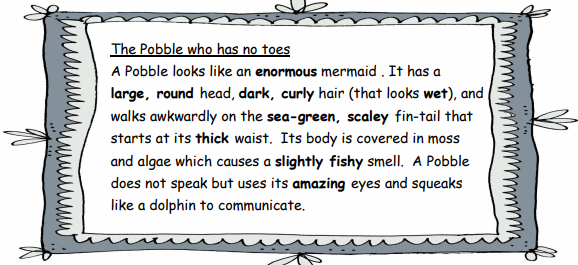 The Pobble who has no toes
A Pobble looks like an enormous mermaid . It has a
large, round head, dark, curly hair (that looks wet), and
walks awkwardly on the sea-green, scaley fin-tail that
starts at its thick waist.  Its body is covered in moss
and algae which causes a slightly fishy smell.  A Pobble
does not speak but uses its amazing eyes and squeaks
like a dolphin to communicate.